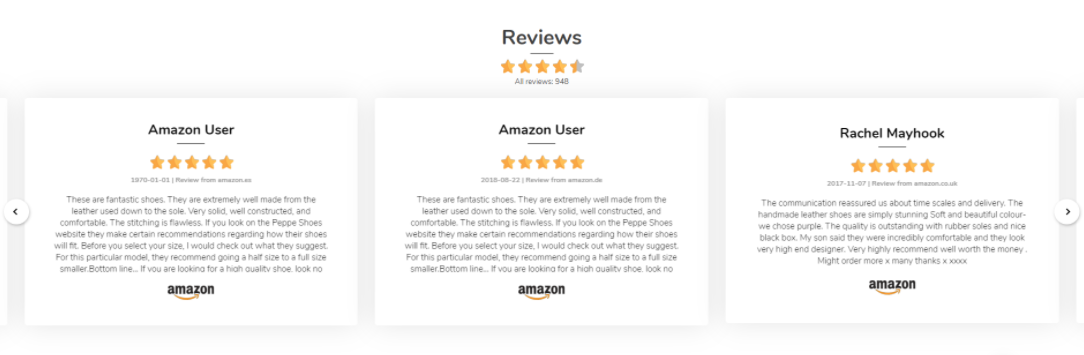 Reviews
All reviews: 948
Amazon User
1970-01-01 | Review from amazon.es
These are fantastic shoes. They are extremely well made from the
leather used down to the sole. Very solid, well constructed, and
comfortable. The stitching is flawless. If you look on the Peppe Shoes
website they make certain recommendations regarding how their shoes
will fit. Before you select your size, I would check out what they suggest.
For this particular model, they recommend going a half size to a full size
smaller.Bottom line... If you are looking for a high quality shoe, look no
amazon
Amazon User
2016-08-22 | Review from amazon.de
These are fantastic shoes. They are extremely well made from the
leather used down to the sole. Very solid, well constructed, and
comfortable. The stitching is flawless. If you look on the Peppe Shoes
website they make certain recommendations regarding how their shoes
will fit. Before you select your size, I would check out what they suggest.
For this particular model, they recommend going a half size to a full size
smaller.Bottom line... If you are looking for a high quality shoe, look no
amazon
Rachel Mayhook
2017-11-07 | Review from amazon.co.uk
The communication reassured us about time scales and delivery. The
handmade leather shoes are simply stunning Soft and beautiful colour-
we chose purple. The quality is outstanding with rubber soles and nice
black box. My son said they were incredibly comfortable and they look
very high end designer. Very highly recommend well worth the money .
Might order more x many thanks x xxxx
amazon